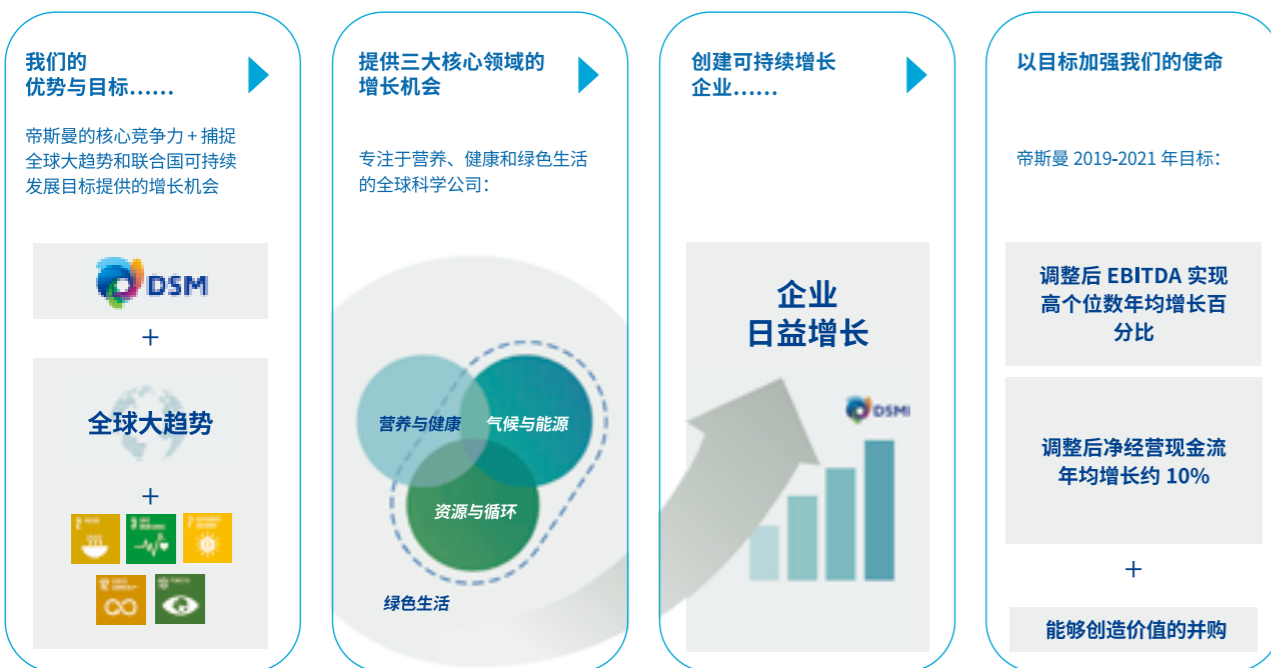 我们的
优势与目标……
帝斯曼的核心竞争力 + 捕捉
全球大趋势和联合国可持续
发展目标提供的增长机会
DSM
+
全球大趋势
+
2
3
7
12
13
提供三大核心领域的
增长机会
专注于营养、健康和绿色生活
的全球科学公司：
营养与健康
气候与能源
资源与循环
绿色生活
创建可持续增长
企业……
企业
日益增长
DSM
以目标加强我们的使命
帝斯曼 2019-2021 年目标：
调整后 EBITDA 实现
高个位数年均增长百
分比
调整后净经营现金流
年均增长约 10%
+
能够创造价值的并购